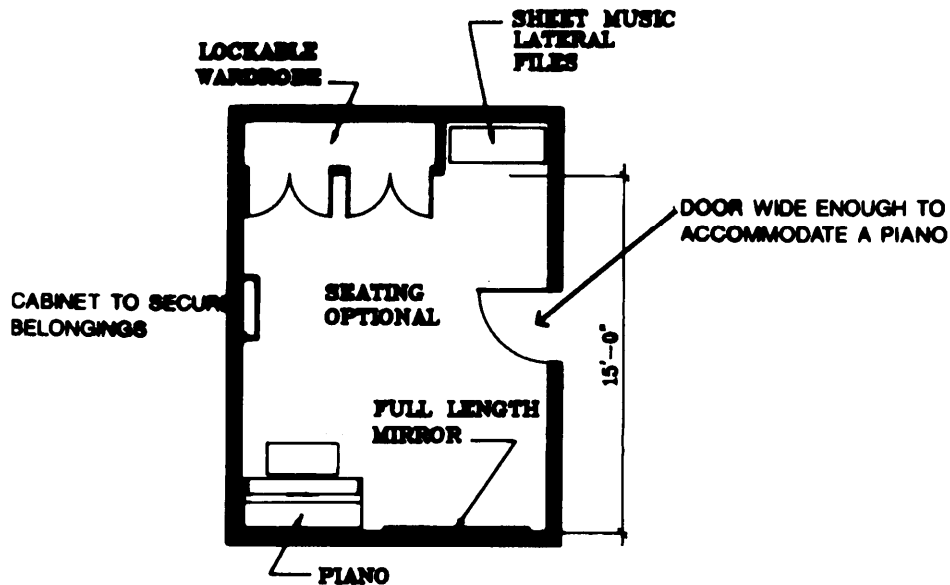 SHEET MUSIC
LATERAL
FILES
LOCKABLE
WARDROBE
DOOR WIDE ENOUGH TO
ACCOMMODATE A PIANO
CABINET TO SECURE
BELONGINGS
SEATING
OPTIONAL
15'-0"
FULL LENGTH
MIRROR
PIANO